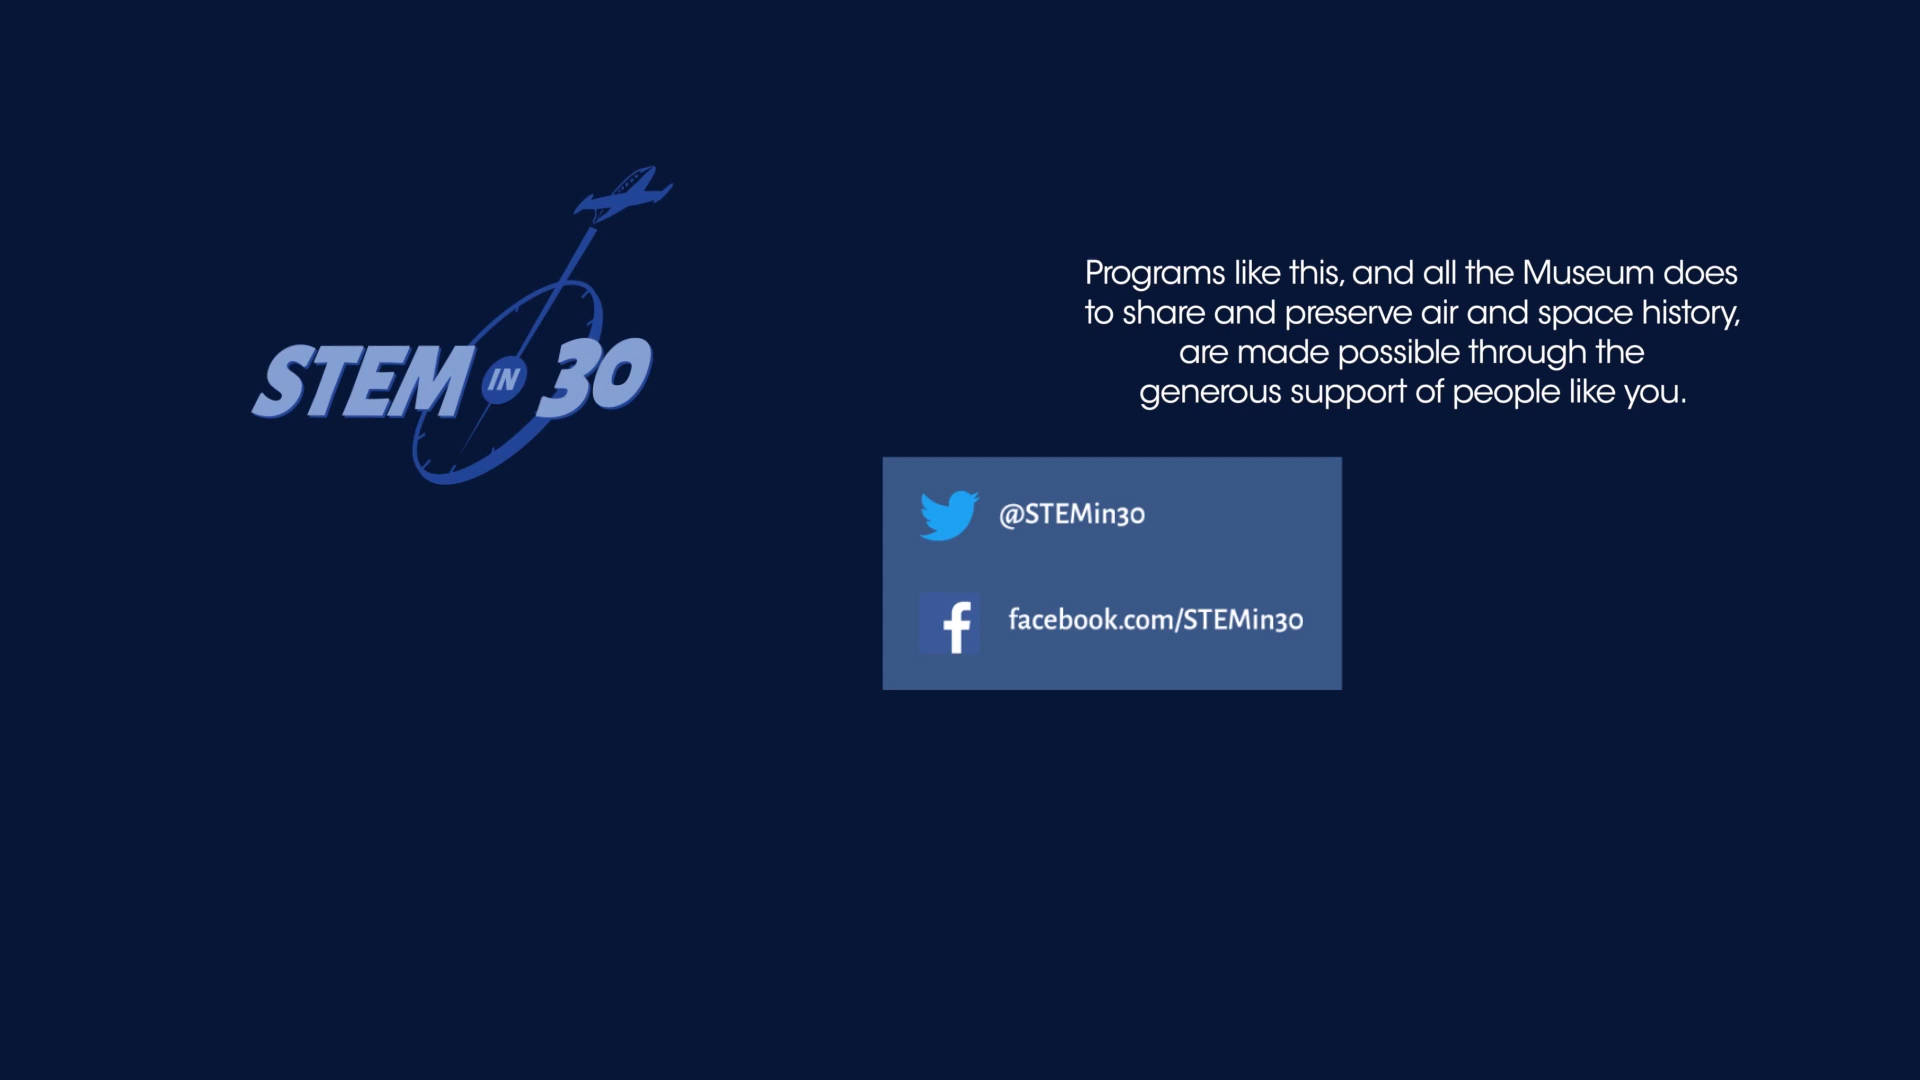 STEM IN 30
Programs like this, and all the Museum does
to share and preserve air and space history,
are made possible through the
generous support of people like you.
@STEMin30
facebook.com/STEMin30